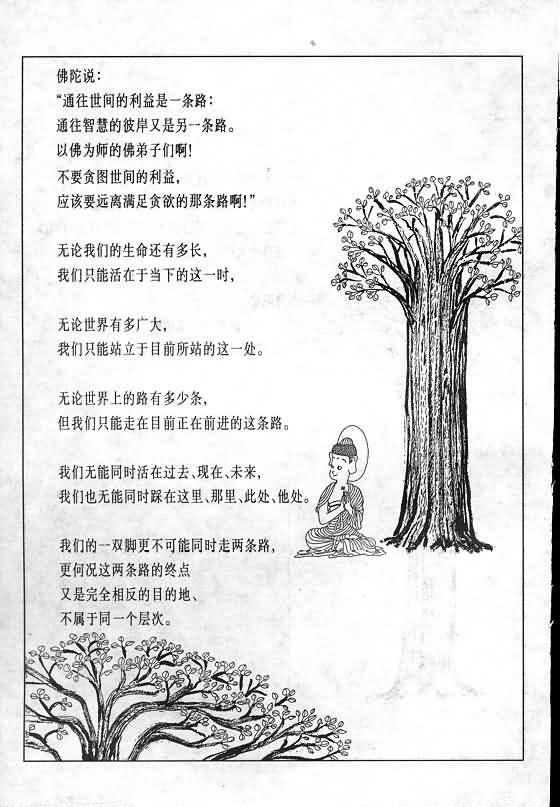 佛陀说：
“通往世间的利益是一条路：
通往智慧的彼岸又是另一条路。
以佛为师的佛弟子们啊！
不要贪图世间的利益，
应该要远离满足贪欲的那条路啊！”
无论我们的生命还有多长，
我们只能活在于当下的这一时，
无论世界有多广大，
我们只能站立于目前所站的这一处。
无论世界上的路有多少条，
但我们只能走在目前正在前进的这条路。
我们无能同时活在过去、现在、未来，
我们也无能同时踩在这里、那里、此处、他处。
我们的一双脚更不可能同时走两条路，
更何况这两条路的终点
又是完全相反的目的地、
不属于同一个层次。